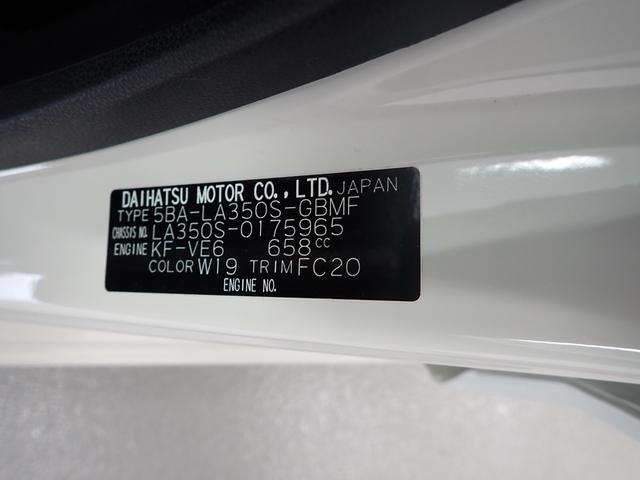 DAIHATSU MOTOR CO.,LTD. JAPAN
TYPE 5BA-LA350S-GBMF
CHASSIS NO. LA350S-0175965
ENGINE KF-VE6 658cc
COLOR W19 TRIM FC20
ENGINE NO.